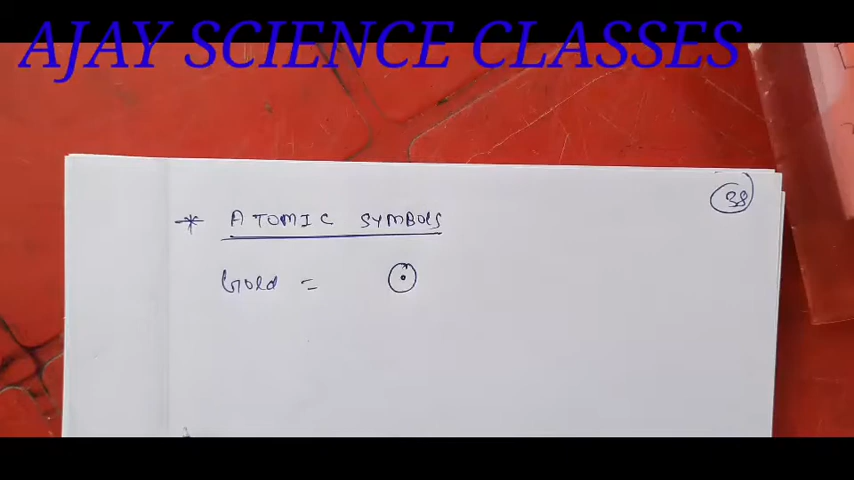 AJAY SCIENCE CLASSES
38
* ATOMIC SYMBOLS
Gold = ☉